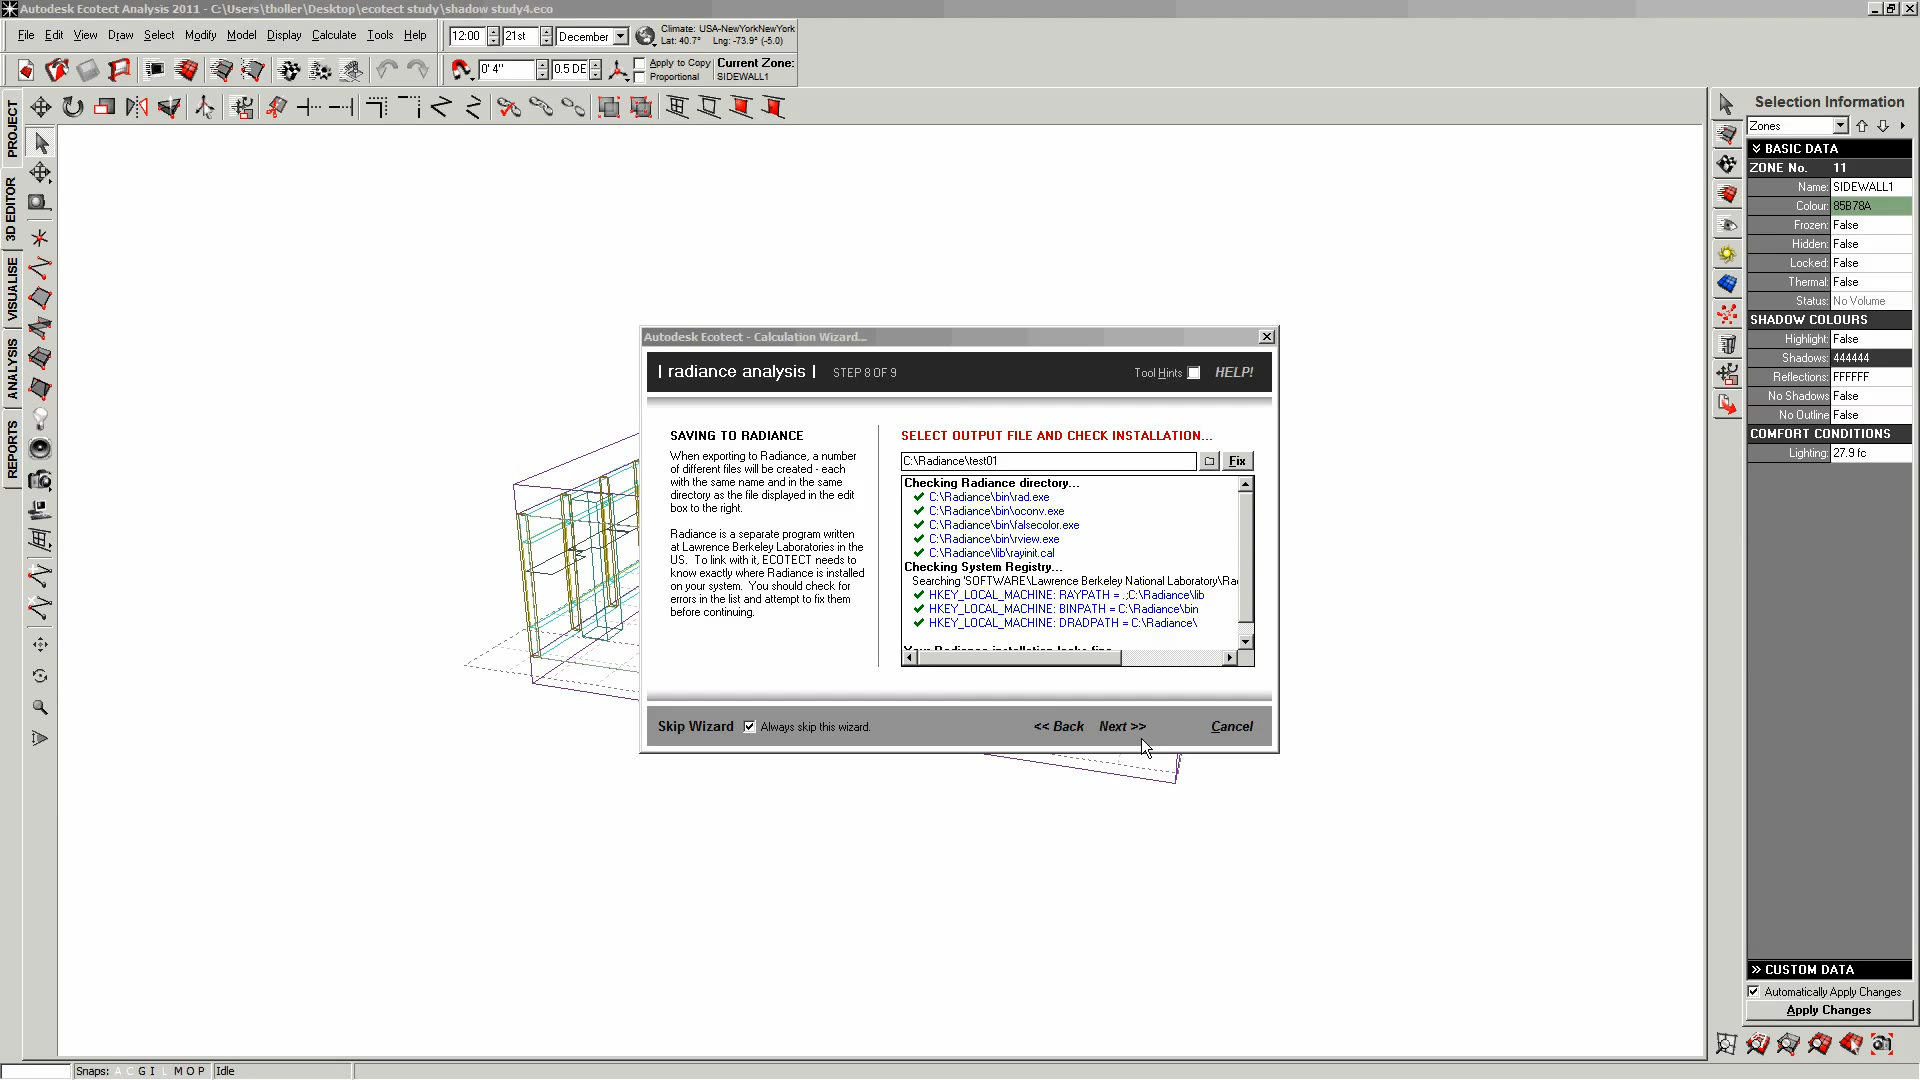 Autodesk Ecotect Analysis 2011 - C:\Users\tholler\Desktop\ecotect study\shadow study4.eco
File Edit View Draw Select Modify Model Display Calculate Tools Help
12:00 21st December
Climate: USA-NewYorkNewYork
Lat: 40.7° Lng: -73.9° (-5.0)
0' 4" 0.5 DE
Apply to Copy
Proportional
Current Zone:
SIDEWALL1
PROJECT
3D EDITOR
VISUALISE
ANALYSIS
REPORTS
Autodesk Ecotect - Calculation Wizard...
| radiance analysis | STEP 8 OF 9 Tool Hints HELP!
SAVING TO RADIANCE
When exporting to Radiance, a number
of different files will be created - each
with the same name and in the same
directory as the file displayed in the edit
box to the right.
Radiance is a separate program written
at Lawrence Berkeley Laboratories in the
US. To link with it, ECOTECT needs to
know exactly where Radiance is installed
on your system. You should check for
errors in the list and attempt to fix them
before continuing.
SELECT OUTPUT FILE AND CHECK INSTALLATION...
C:\Radiance\test01 Fix
Checking Radiance directory...
C:\Radiance\bin\rad.exe
C:\Radiance\bin\oconv.exe
C:\Radiance\bin\falsecolor.exe
C:\Radiance\bin\rview.exe
C:\Radiance\lib\rayinit.cal
Checking System Registry...
Searching 'SOFTWARE\Lawrence Berkeley National Laboratory\Ra
HKEY_LOCAL_MACHINE: RAYPATH = .;C:\Radiance\lib
HKEY_LOCAL_MACHINE: BINPATH = C:\Radiance\bin
HKEY_LOCAL_MACHINE: DRADPATH = C:\Radiance\
Your Radiance installation looks fine
Skip Wizard Always skip this wizard. << Back Next >> Cancel
Selection Information
Zones
BASIC DATA
ZONE No. 11
Name: SIDEWALL1
Colour: 85B78A
Frozen: False
Hidden: False
Locked: False
Thermal: False
Status: No Volume
SHADOW COLOURS
Highlight: False
Shadows: 444444
Reflections: FFFFFF
No Shadows False
No Outline False
COMFORT CONDITIONS
Lighting: 27.9 fc
CUSTOM DATA
Automatically Apply Changes
Apply Changes
Snaps: A C G I L M O P Idle